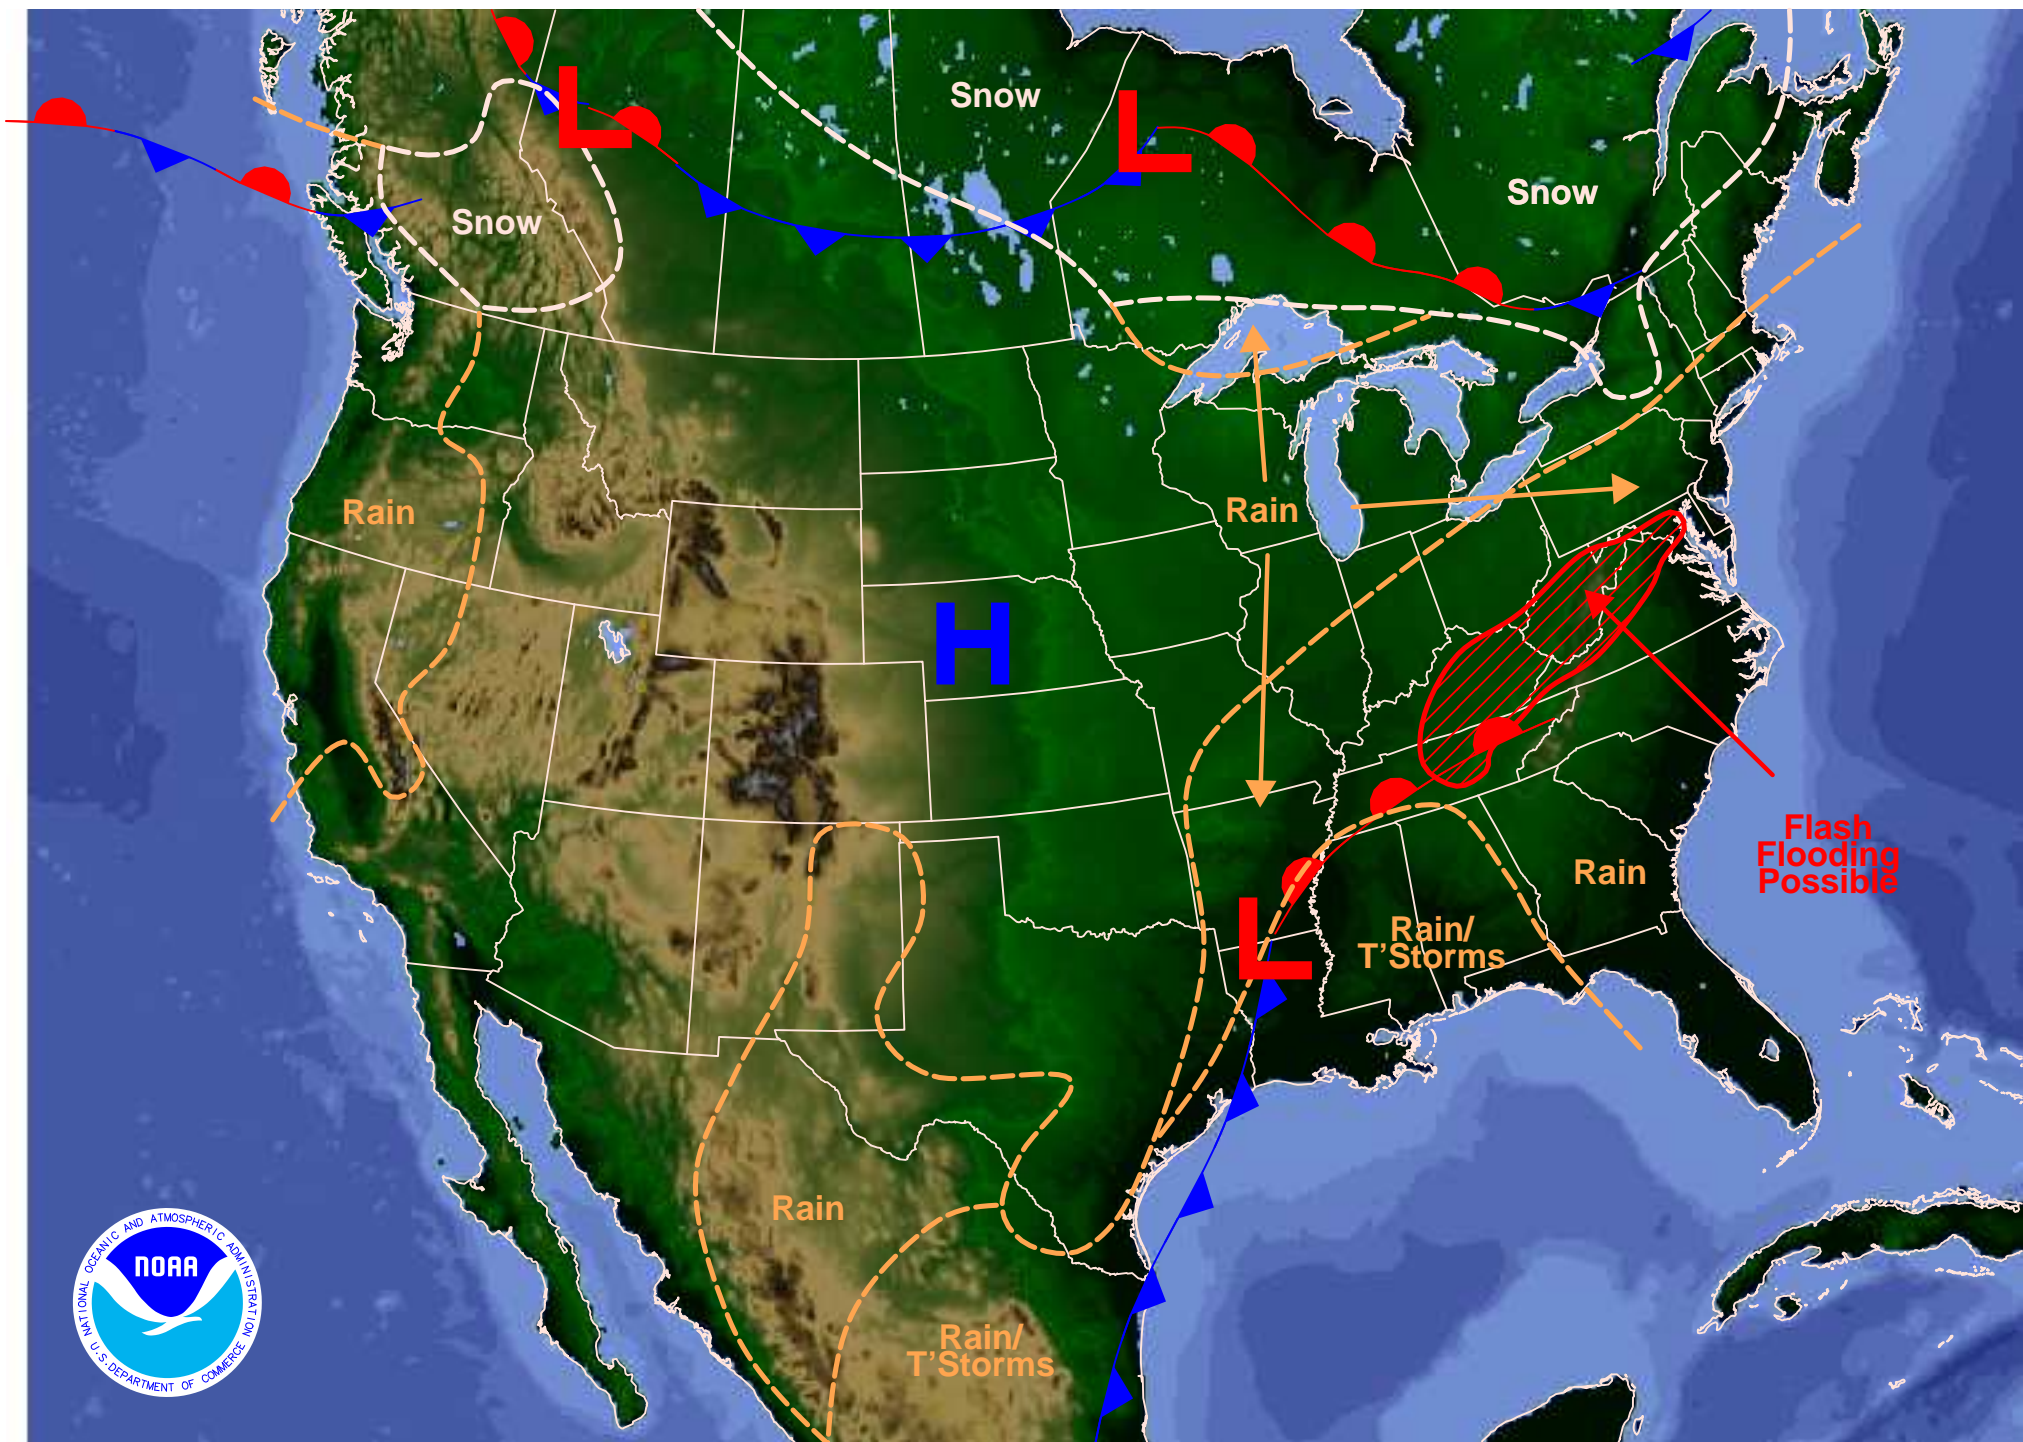 L
L
Snow
Snow
Snow
Rain
Rain
H
Flash
Flooding
Possible
Rain
L
Rain/
T'Storms
Rain
Rain/
T'Storms
NATIONAL OCEANIC AND ATMOSPHERIC ADMINISTRATION
NOAA
U.S. DEPARTMENT OF COMMERCE